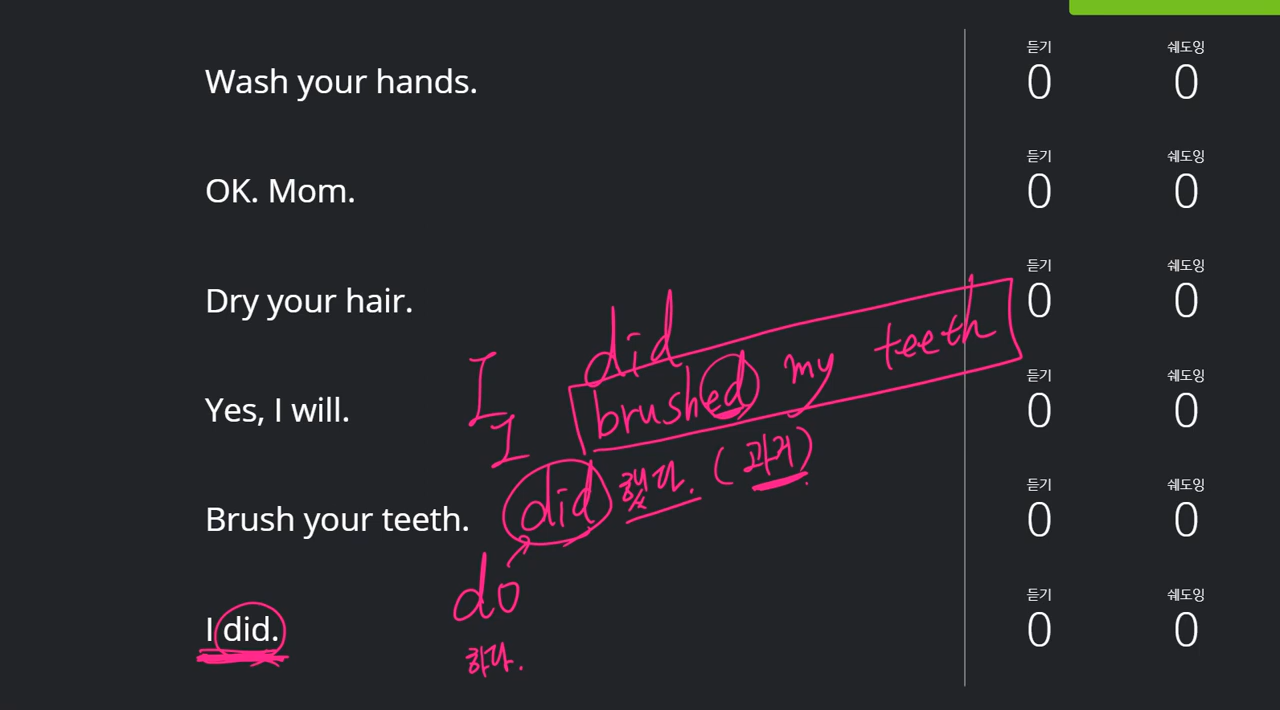 듣기 쉐도잉
Wash your hands. 0 0
듣기 쉐도잉
OK. Mom. 0 0
듣기 쉐도잉
Dry your hair. 0 0
I did
brushed my teeth
듣기 쉐도잉
Yes, I will. 0 0
I did 했다. (과거)
듣기 쉐도잉
Brush your teeth. 0 0
do
하다.
듣기 쉐도잉
I did. 0 0